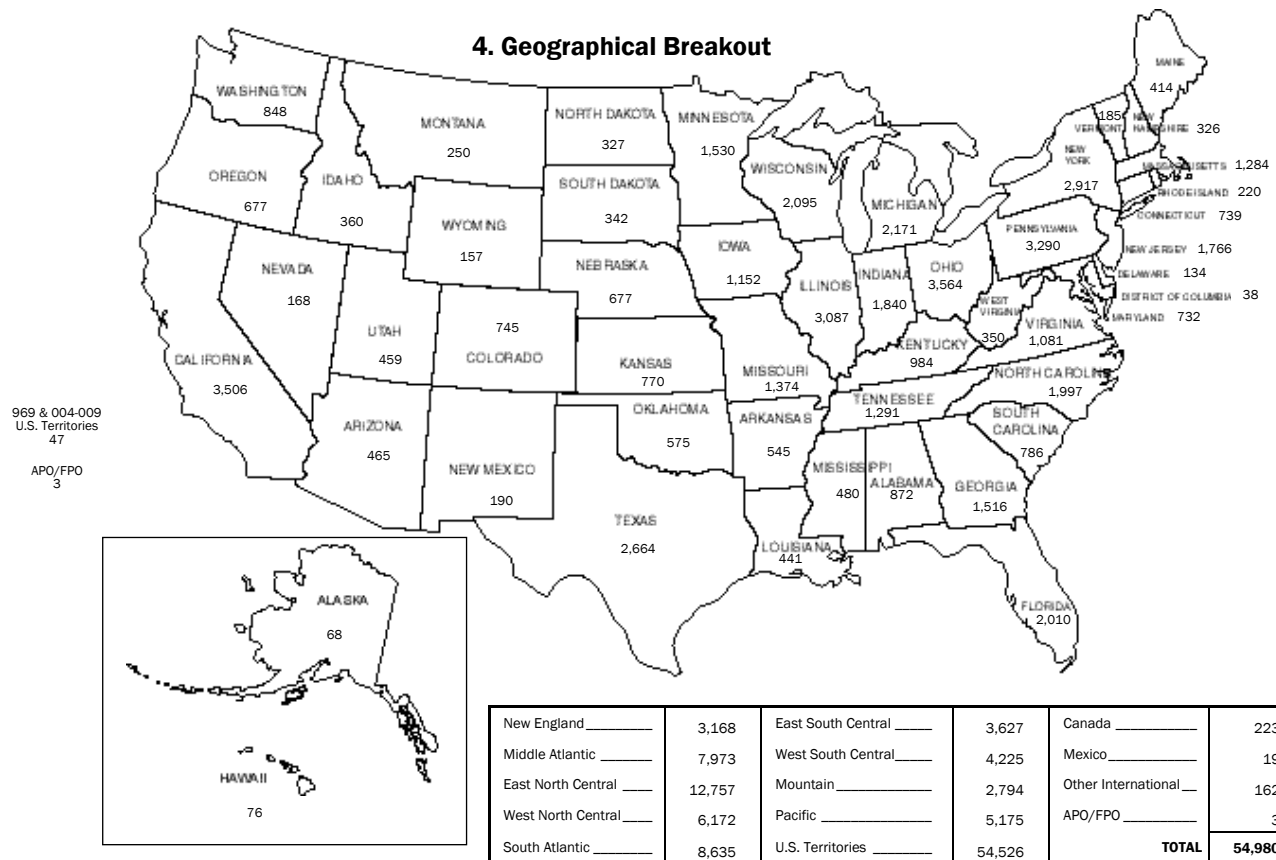 4. Geographical Breakout
WASHINGTON
848
OREGON
677
CALIFORNIA
3,506
IDAHO
360
NEVADA
168
MONTANA
250
WYOMING
157
UTAH
459
745
COLORADO
ARIZONA
465
NEW MEXICO
190
NORTH DAKOTA
327
SOUTH DAKOTA
342
NEBRASKA
677
KANSAS
770
OKLAHOMA
575
TEXAS
2,664
MINNESOTA
1,530
IOWA
1,152
MISSOURI
1,374
ARKANSAS
545
LOUISIANA
441
WISCONSIN
2,095
ILLINOIS
3,087
MICHIGAN
2,171
INDIANA
1,840
OHIO
3,564
KENTUCKY
984
TENNESSEE
1,291
MISSISSIPPI
480
ALABAMA
872
GEORGIA
1,516
FLORIDA
2,010
SOUTH
CAROLINA
786
NORTH CAROLIN
1,997
VIRGINIA
1,081
WEST
VIRGINIA
350
PENNSYLVANIA
3,290
NEW
YORK
2,917
MAINE
414
185
VERMONT
NEW
HAMPSHIRE 326
MASSACHUSETTS 1,284
RHODE ISLAND 220
CONNECTICUT 739
NEW JERSEY 1,766
DELAWARE 134
DISTRICT OF COLUMBIA 38
MARYLAND 732
969 & 004-009
U.S. Territories
47
APO/FPO
3
ALASKA
68
HAWAII
76
New England 3,168 East South Central 3,627 Canada 223
Middle Atlantic 7,973 West South Central 4,225 Mexico 19
East North Central 12,757 Mountain 2,794 Other International 162
West North Central 6,172 Pacific 5,175 APO/FPO 3
South Atlantic 8,635 U.S. Territories 54,526 TOTAL 54,980